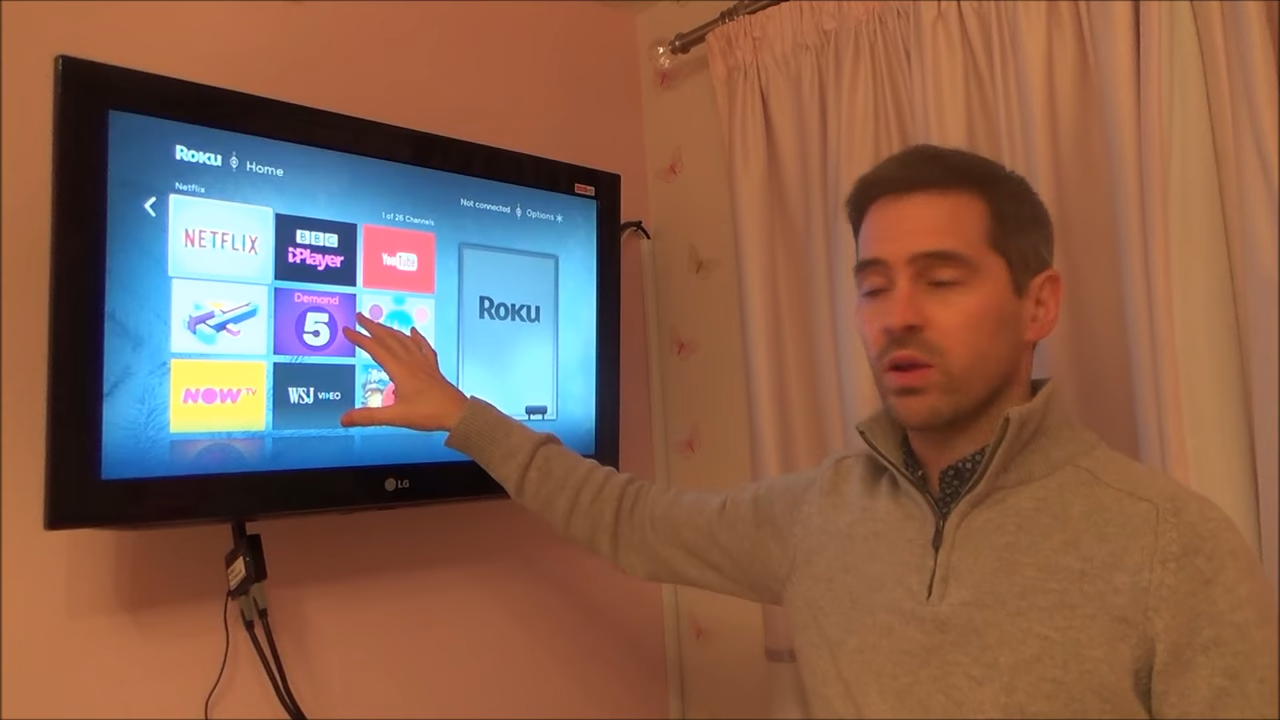 Roku Home
Netflix
Not connected Options
1 of 26 Channels
NETFLIX
BBC
iPlayer
YouTube
Demand
5
Roku
NOW TV
WSJ VIDEO
LG